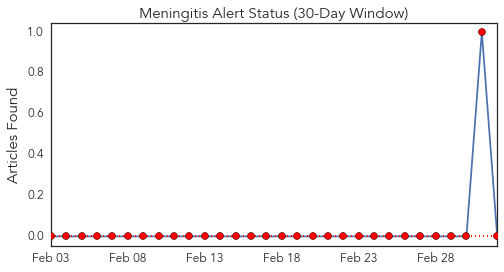 Meningitis Alert Status (30-Day Window)
1.0
0.8
0.6
0.4
0.2
0.0
Articles Found
Feb 03
Feb 08
Feb 13
Feb 18
Feb 23
Feb 28